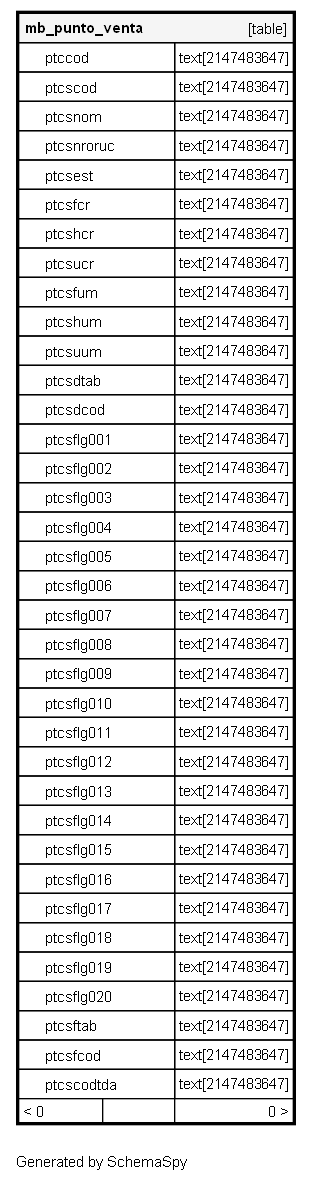 mb_punto_venta [table]
ptccod text[2147483647]
ptcscod text[2147483647]
ptcsnom text[2147483647]
ptcsnroruc text[2147483647]
ptcsest text[2147483647]
ptcsfcr text[2147483647]
ptcshcr text[2147483647]
ptcsucr text[2147483647]
ptcsfum text[2147483647]
ptcshum text[2147483647]
ptcsuum text[2147483647]
ptcsdtab text[2147483647]
ptcsdcod text[2147483647]
ptcsflg001 text[2147483647]
ptcsflg002 text[2147483647]
ptcsflg003 text[2147483647]
ptcsflg004 text[2147483647]
ptcsflg005 text[2147483647]
ptcsflg006 text[2147483647]
ptcsflg007 text[2147483647]
ptcsflg008 text[2147483647]
ptcsflg009 text[2147483647]
ptcsflg010 text[2147483647]
ptcsflg011 text[2147483647]
ptcsflg012 text[2147483647]
ptcsflg013 text[2147483647]
ptcsflg014 text[2147483647]
ptcsflg015 text[2147483647]
ptcsflg016 text[2147483647]
ptcsflg017 text[2147483647]
ptcsflg018 text[2147483647]
ptcsflg019 text[2147483647]
ptcsflg020 text[2147483647]
ptcsftab text[2147483647]
ptcsfcod text[2147483647]
ptcscodtda text[2147483647]
< 0 0 >
Generated by SchemaSpy